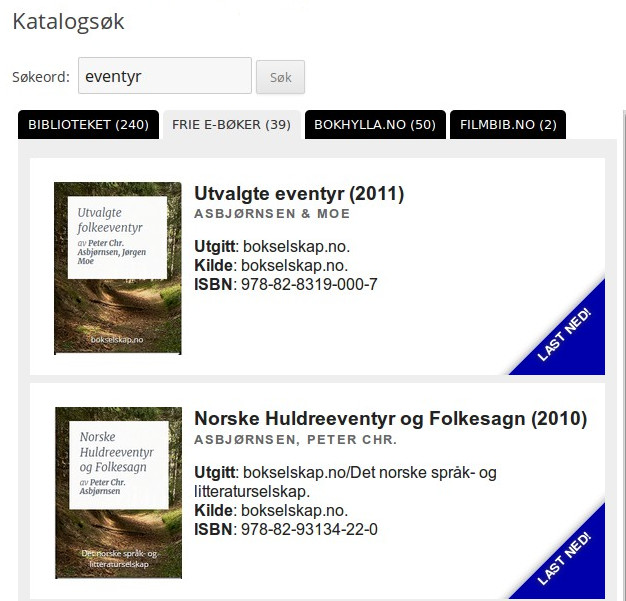 Katalogsøk
Søkeord: eventyr Søk
BIBLIOTEKET (240) FRIE E-BØKER (39) BOKHYLLA.NO (50) FILMBIB.NO (2)
Utvalgte
folkeeventyr
av Peter Chr.
Asbjørnsen, Jørgen
Moe
bokselskap.no
Utvalgte eventyr (2011)
ASBJØRNSEN & MOE
Utgitt: bokselskap.no.
Kilde: bokselskap.no.
ISBN: 978-82-8319-000-7
LAST NED!
Norske
Huldreeventyr
og Folkesagn
av Peter Chr.
Asbjørnsen
Det norske språk- og
litteraturselskap
Norske Huldreeventyr og Folkesagn (2010)
ASBJØRNSEN, PETER CHR.
Utgitt: bokselskap.no/Det norske språk- og
litteraturselskap.
Kilde: bokselskap.no.
ISBN: 978-82-93134-22-0
LAST NED!